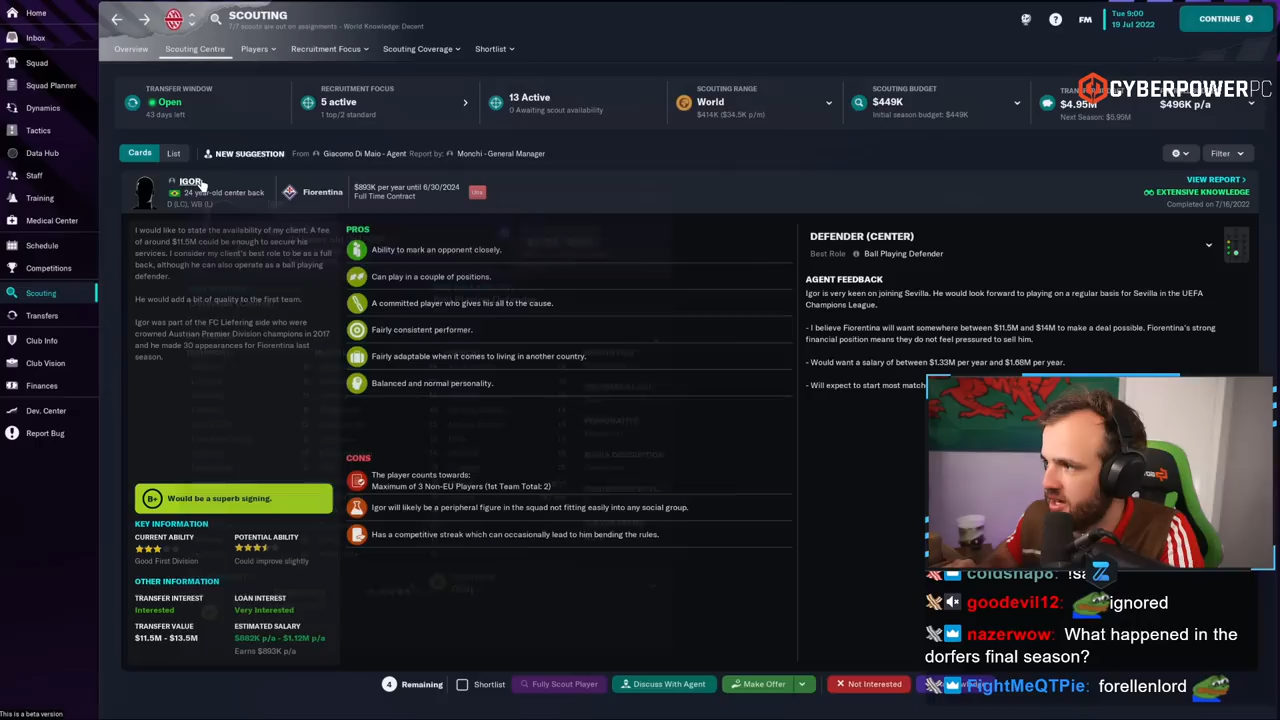 Home
Inbox
Squad
Squad Planner
Dynamics
Tactics
Data Hub
Staff
Training
Medical Center
Schedule
Competitions
Scouting
Transfers
Club Info
Club Vision
Finances
Dev. Center
Report Bug
This is a beta version
SCOUTING
7/7 scouts are out on assignments - World Knowledge: Decent
FM
Tue 9:00
19 Jul 2022
CONTINUE
Overview
Scouting Centre
Players
Recruitment Focus
Scouting Coverage
Shortlist
TRANSFER WINDOW
Open
43 days left
RECRUITMENT FOCUS
5 active
1 top/2 standard
13 Active
0 Awaiting scout availability
SCOUTING RANGE
World
$414K ($34.5K p/m)
SCOUTING BUDGET
$449K
Initial season budget: $449K
$4.95M
Next Season: $5.95M
$496K p/a
CYBERPOWERPC
Cards
List
NEW SUGGESTION
From
Giacomo Di Maio - Agent
Report by:
Monchi - General Manager
Filter
IGOR
24 year-old center back
D (LC), WB (L)
Fiorentina
$893K per year until 6/30/2024
Full Time Contract
VIEW REPORT
EXTENSIVE KNOWLEDGE
Completed on 7/16/2022
I would like to state the availability of my client. A fee
of around $11.5M could be enough to secure his
services. I consider my client's best role to be as a full
back, although he can also operate as a ball playing
defender.
He would add a bit of quality to the first team.
Igor was part of the FC Liefering side who were
crowned Austrian Premier Division champions in 2017
and he made 30 appearances for Fiorentina last
season.
B+
Would be a superb signing.
KEY INFORMATION
CURRENT ABILITY
Good First Division
POTENTIAL ABILITY
Could improve slightly
OTHER INFORMATION
TRANSFER INTEREST
Interested
LOAN INTEREST
Very Interested
TRANSFER VALUE
$11.5M - $13.5M
ESTIMATED SALARY
$882K p/a - $1.12M p/a
Earns $893K p/a
PROS
Ability to mark an opponent closely.
Can play in a couple of positions.
A committed player who gives his all to the cause.
Fairly consistent performer.
Fairly adaptable when it comes to living in another country.
Balanced and normal personality.
CONS
The player counts towards:
Maximum of 3 Non-EU Players (1st Team Total: 2)
Igor will likely be a peripheral figure in the squad not fitting easily into any social group.
Has a competitive streak which can occasionally lead to him bending the rules.
DEFENDER (CENTER)
Best Role
Ball Playing Defender
AGENT FEEDBACK
Igor is very keen on joining Sevilla. He would look forward to playing on a regular basis for Sevilla in the UEFA
Champions League.
- I believe Fiorentina will want somewhere between $11.5M and $14M to make a deal possible. Fiorentina's strong
financial position means they do not feel pressured to sell him.
- Would want a salary of between $1.33M per year and $1.68M per year.
- Will expect to start most
4
Remaining
Shortlist
Fully Scout Player
Discuss With Agent
Make Offer
Not Interested
coldsnap8:
goodevil12
ignored
nazerwow: What happened in the
dorfers final season?
FightMeQTPie: forellenlord